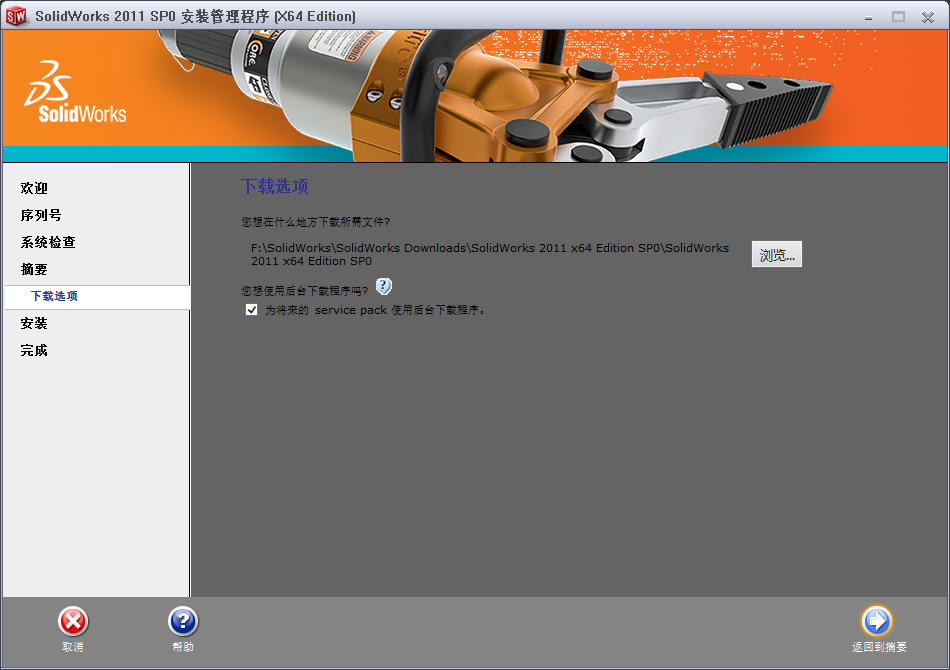 SolidWorks 2011 SP0 安装管理程序 (X64 Edition)
SolidWorks
WARNING
欢迎
序列号
系统检查
摘要
下载选项
安装
完成
下载选项
您想在什么地方下载所需文件?
F:\SolidWorks\SolidWorks Downloads\SolidWorks 2011 x64 Edition SP0\SolidWorks
2011 x64 Edition SP0
浏览...
您想使用后台下载程序吗?
为将来的 service pack 使用后台下载程序。
取消
帮助
返回到摘要